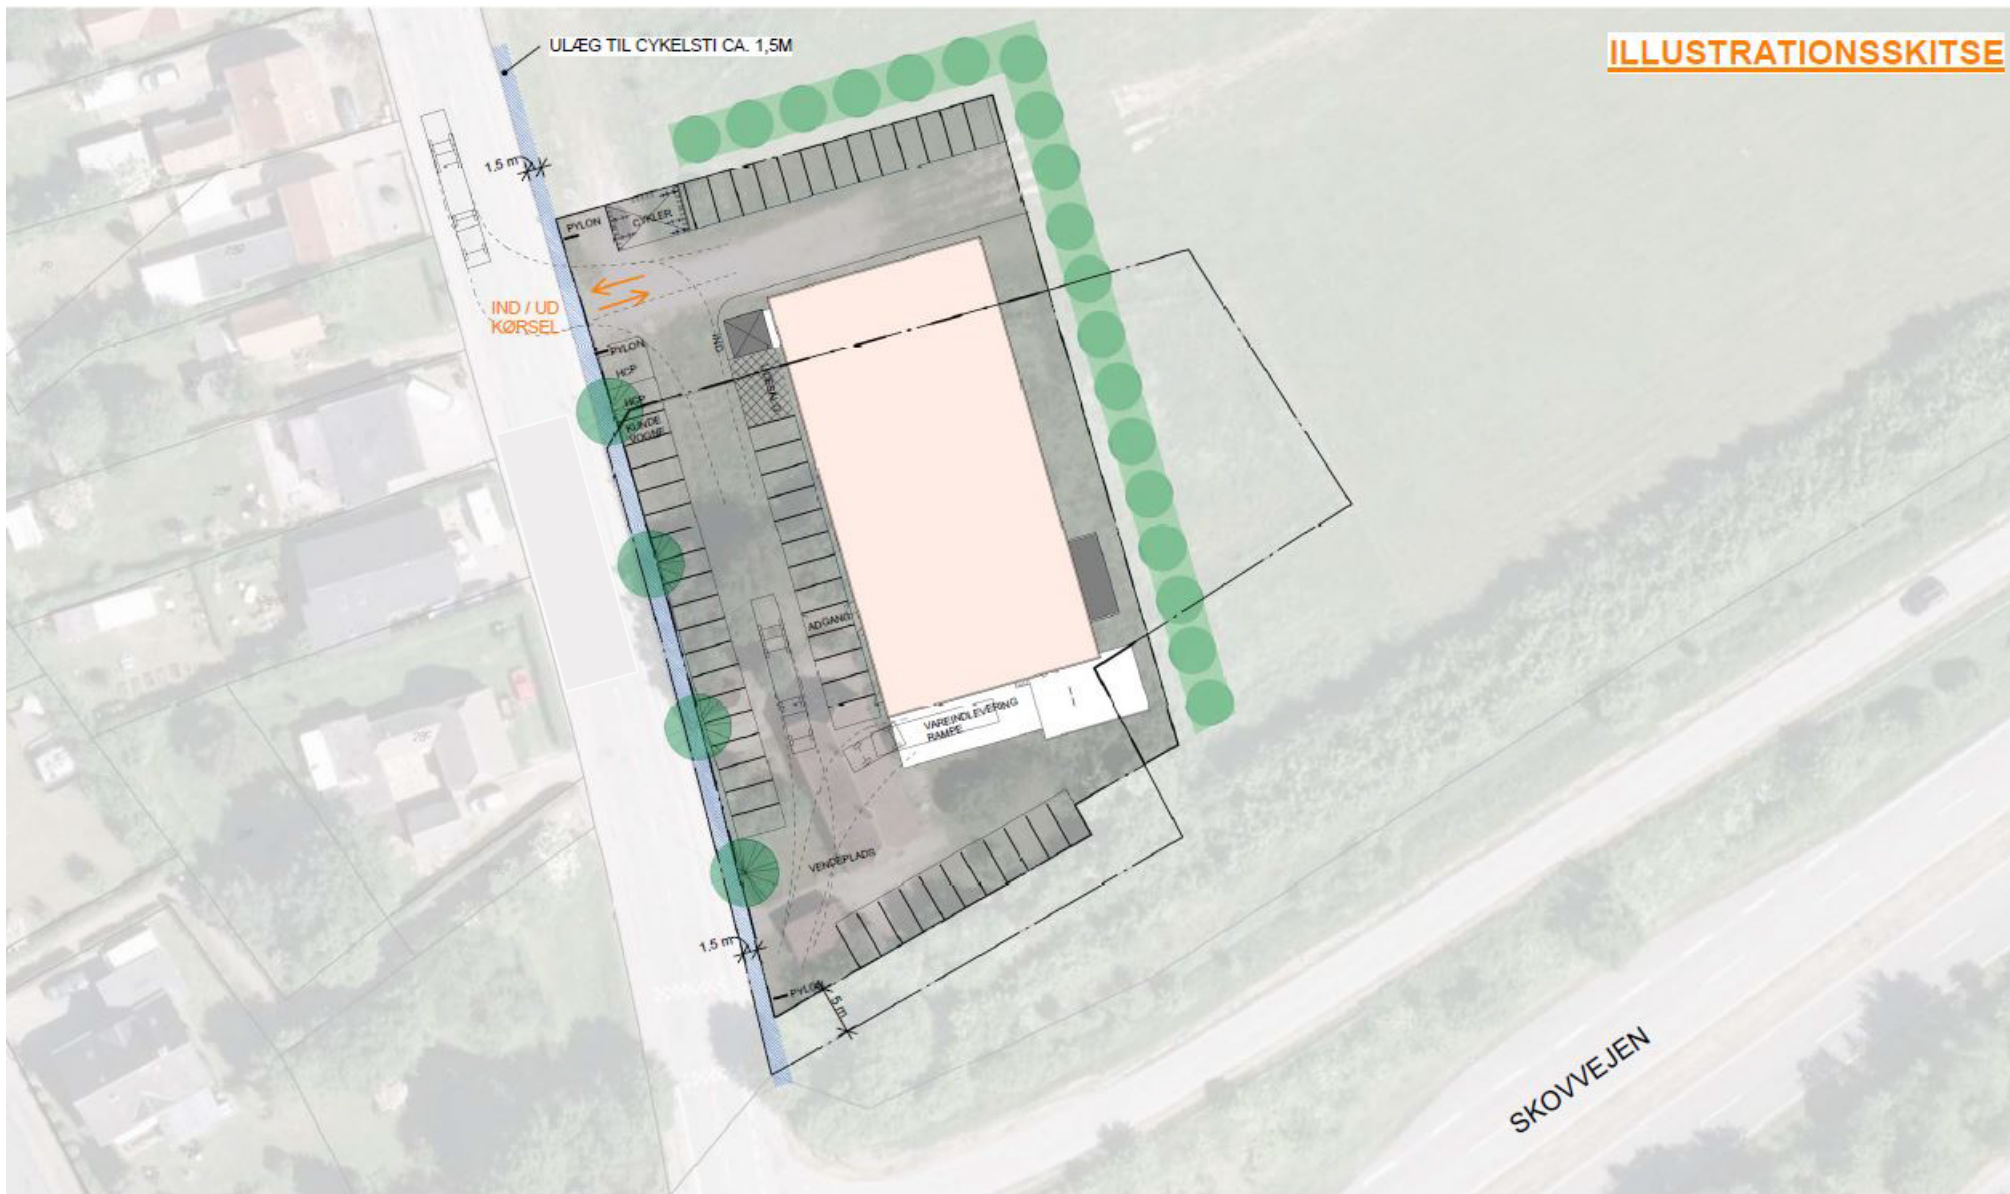 ULÆG TIL CYKELSTI CA. 1,5M
ILLUSTRATIONSSKITSE
1,5 m
PYLON
CYKLER
IND / UD
KØRSEL
IND
PYLON
HCP
HCP
KUNDE
VOGNE
ADGANG
VAREINDLEVERING
RAMPE
VENDEPLADS
1,5 m
PYLON
5 m
SKOVVEJEN